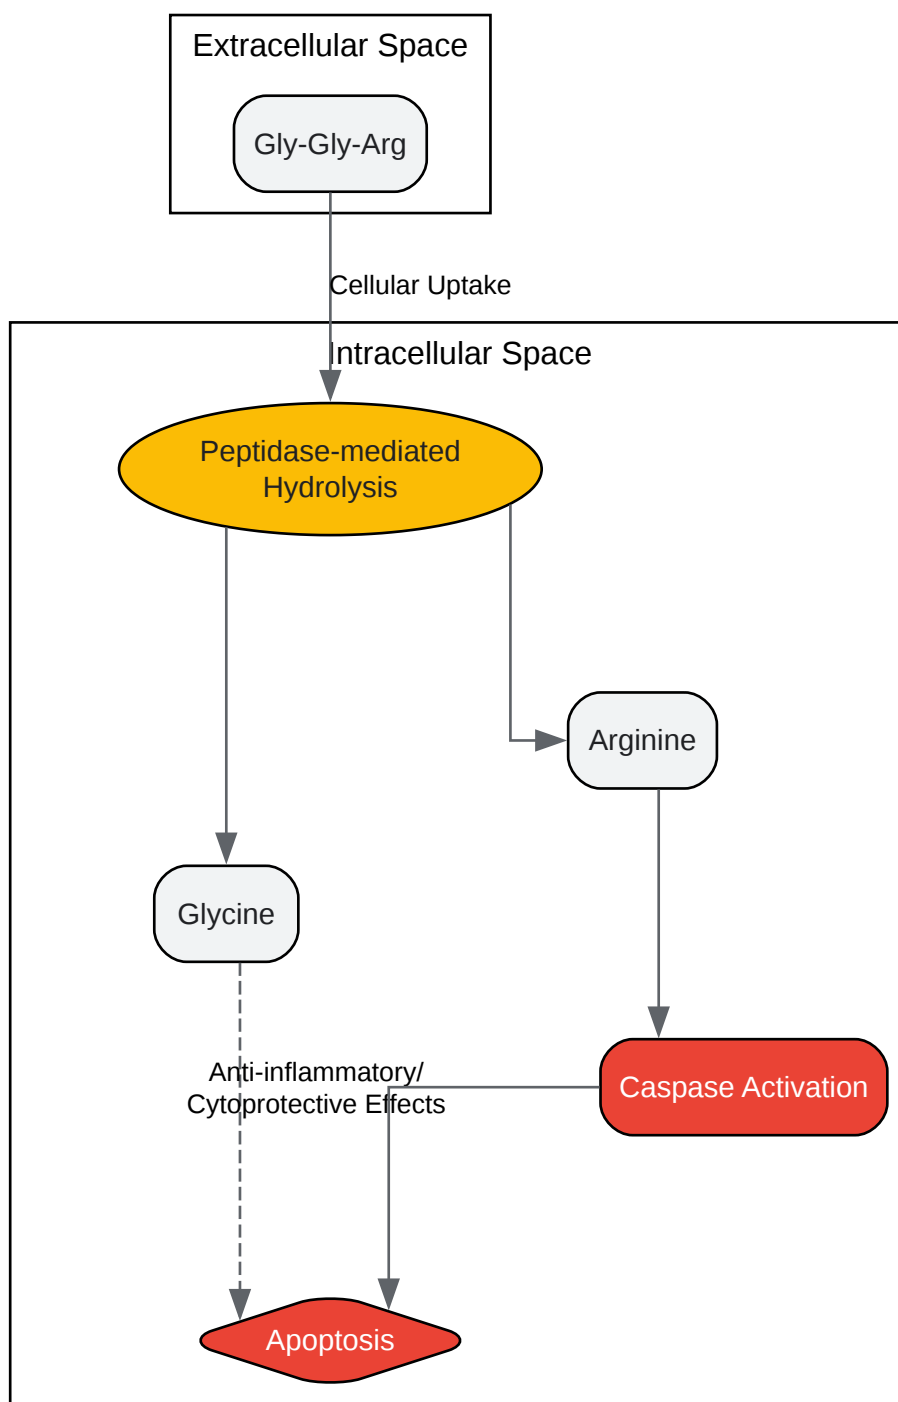 Extracellular Space
Gly-Gly-Arg
Cellular Uptake
Intracellular Space
Peptidase-mediated
Hydrolysis
Arginine
Glycine
Anti-inflammatory/
Cytoprotective Effects
Caspase Activation
Apoptosis